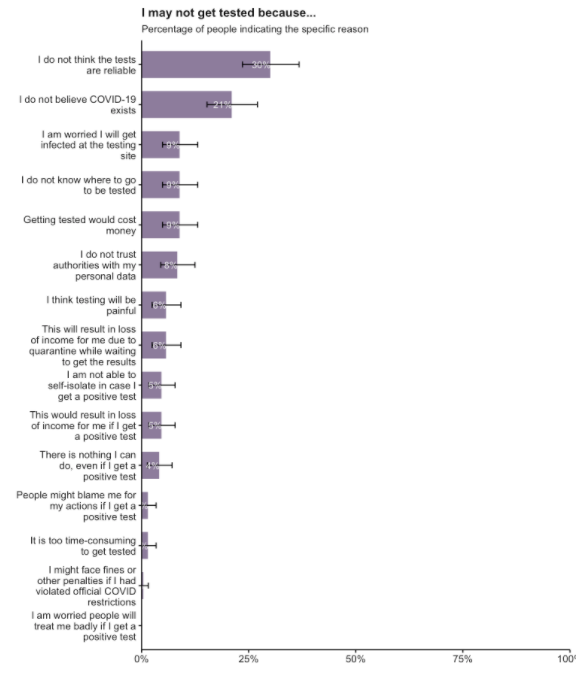 I may not get tested because...
Percentage of people indicating the specific reason
I do not think the tests
are reliable
30%
I do not believe COVID-19
exists
21%
I am worried I will get
infected at the testing
site
9%
I do not know where to go
to be tested
9%
Getting tested would cost
money
9%
I do not trust
authorities with my
personal data
8%
I think testing will be
painful
6%
This will result in loss
of income for me due to
quarantine while waiting
to get the results
6%
I am not able to
self-isolate in case I
get a positive test
5%
This would result in loss
of income for me if I get
a positive test
5%
There is nothing I can
do, even if I get a
positive test
4%
People might blame me for
my actions if I get a
positive test
It is too time-consuming
to get tested
I might face fines or
other penalties if I had
violated official COVID
restrictions
I am worried people will
treat me badly if I get a
positive test
0%
25%
50%
75%
100%